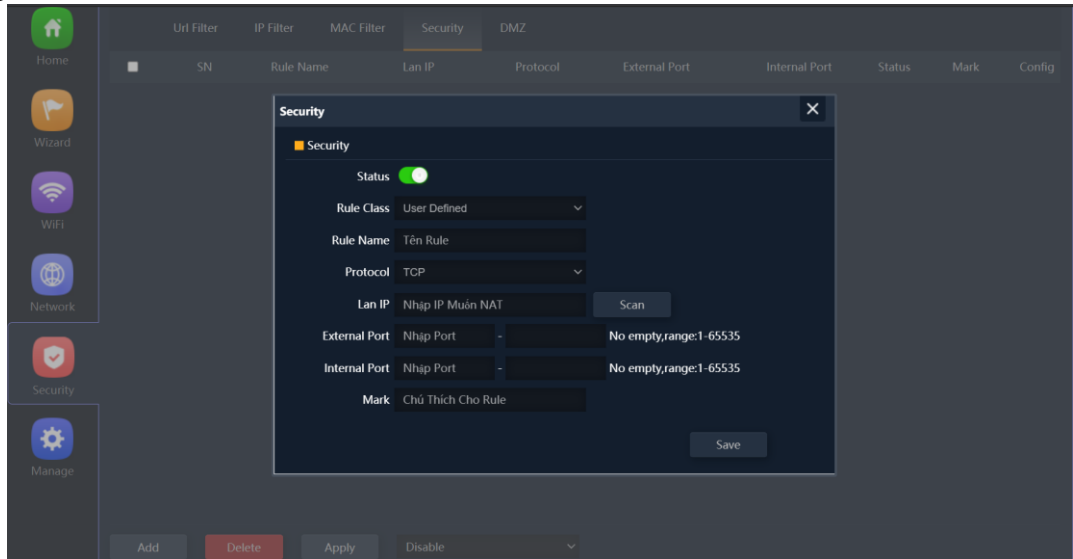 Url Filter IP Filter MAC Filter Security DMZ
Home
SN Rule Name Lan IP Protocol External Port Internal Port Status Mark Config
Security
Wizard
Security
Status
WiFi
Rule Class User Defined
Rule Name Tên Rule
Protocol TCP
Network
Lan IP Nhập IP Muốn NAT Scan
External Port Nhập Port - No empty,range:1-65535
Internal Port Nhập Port - No empty,range:1-65535
Security
Mark Chú Thích Cho Rule
Save
Manage
Add Delete Apply Disable